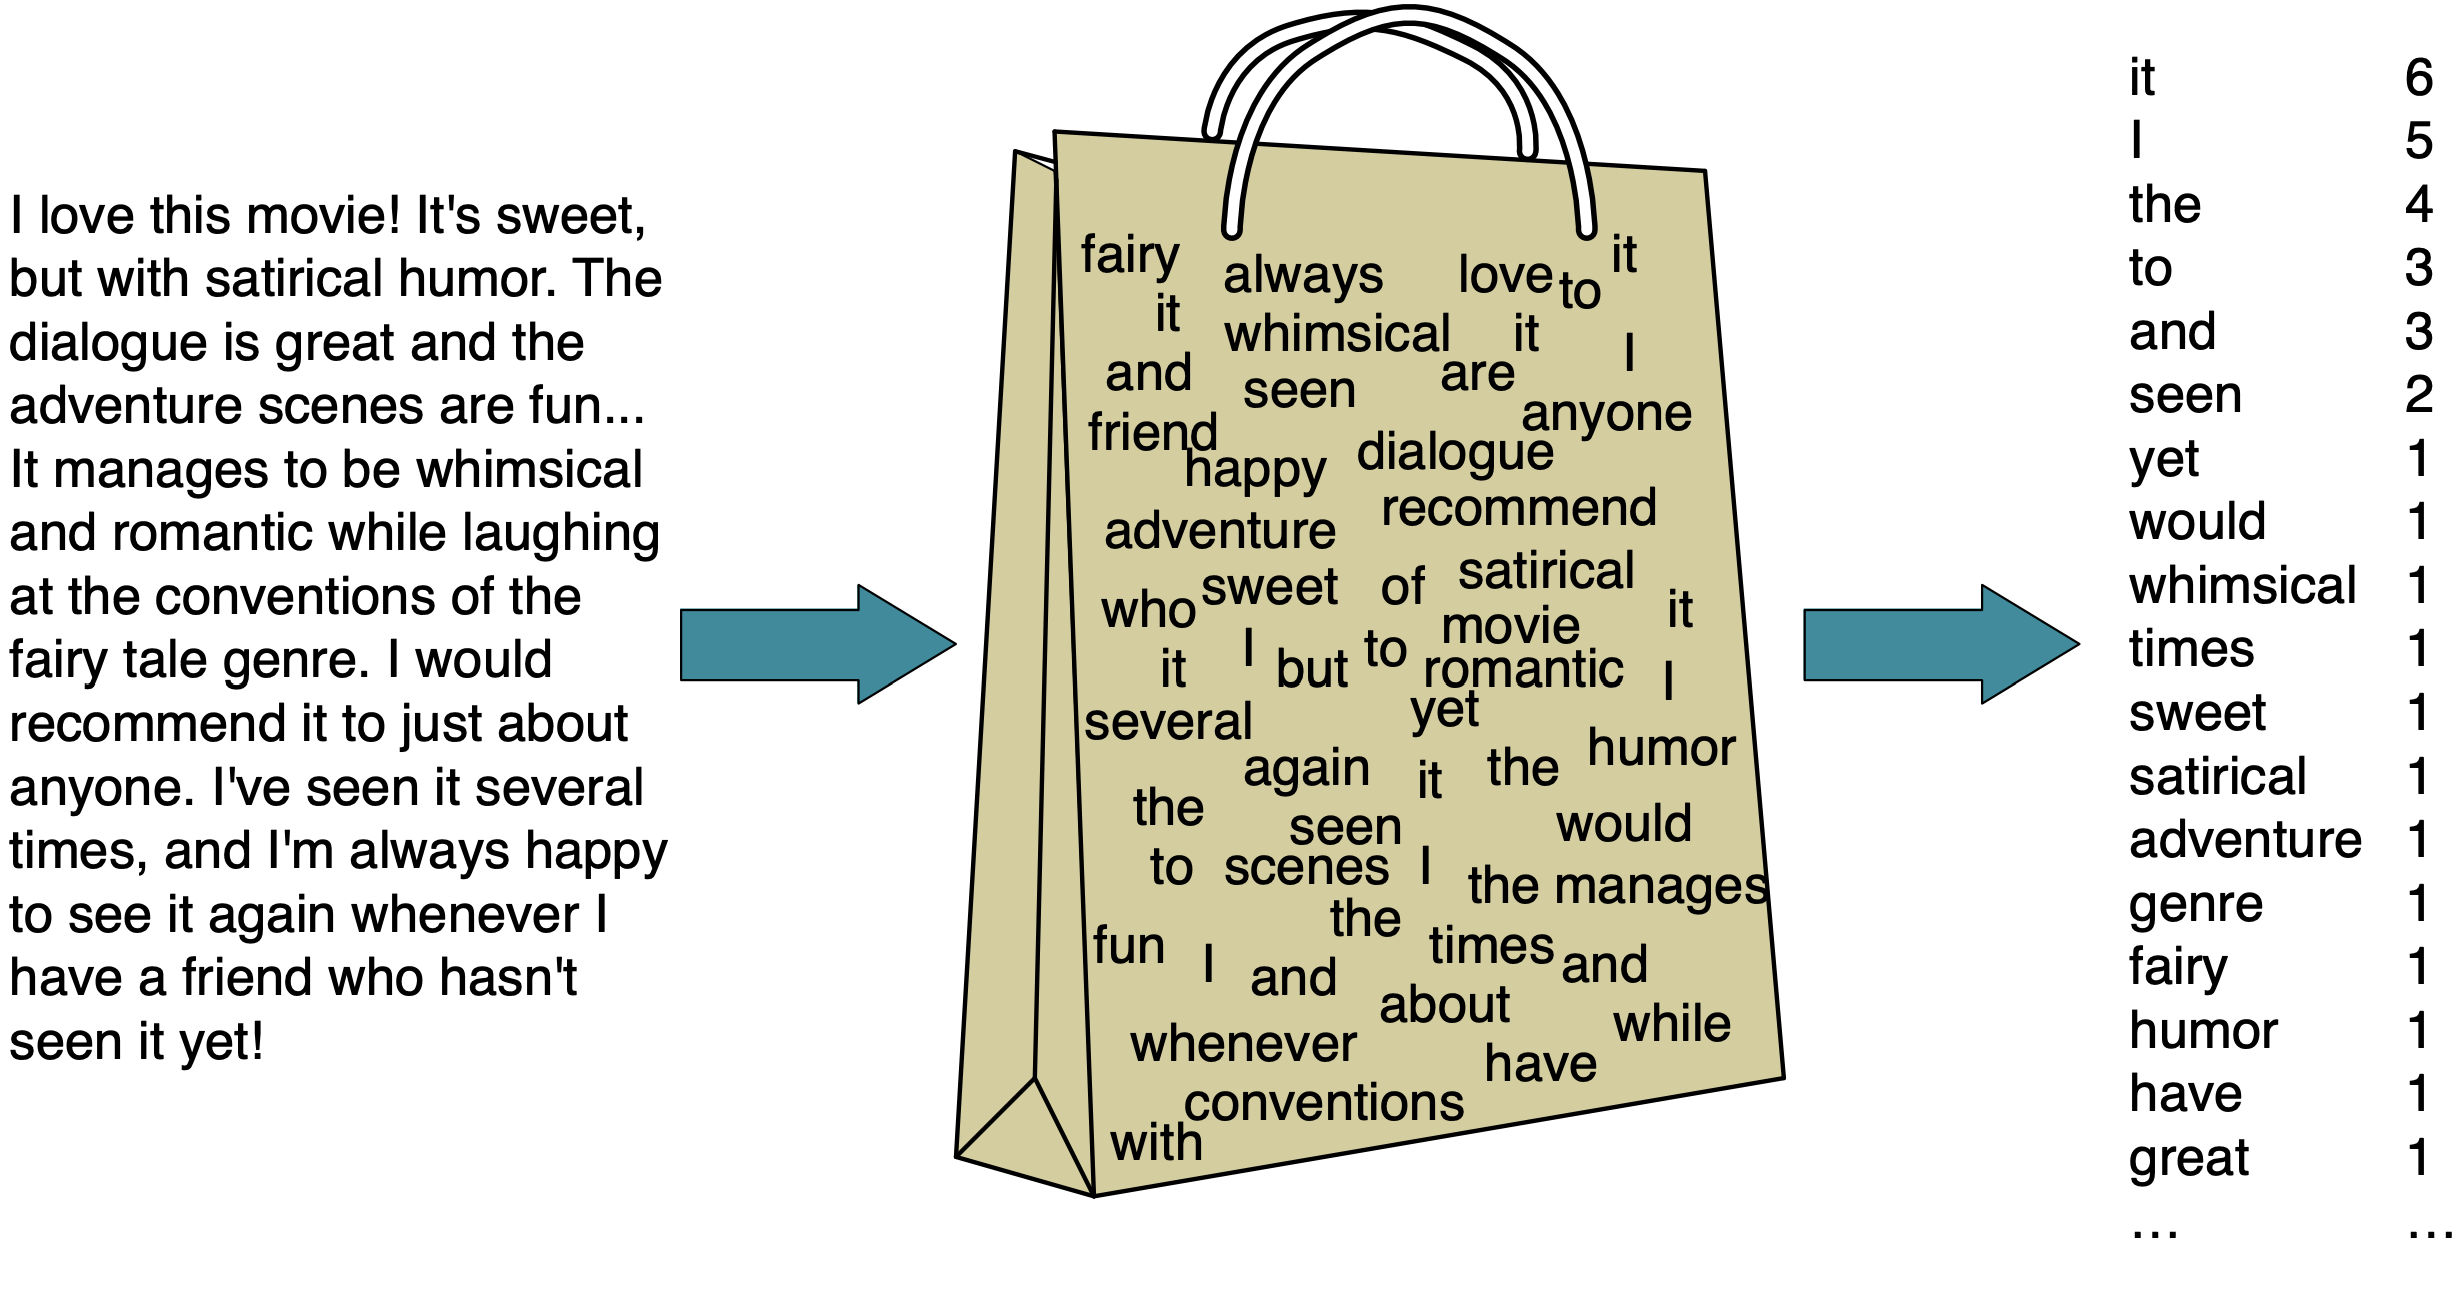 I love this movie! It's sweet,
but with satirical humor. The
dialogue is great and the
adventure scenes are fun...
It manages to be whimsical
and romantic while laughing
at the conventions of the
fairy tale genre. I would
recommend it to just about
anyone. I've seen it several
times, and I'm always happy
to see it again whenever I
have a friend who hasn't
seen it yet!
fairy always love to it
it whimsical it I
and seen are anyone
friend happy dialogue
adventure recommend
who sweet of satirical
it I but to movie it
romantic I
several yet
again it the humor
the seen would
to scenes I the manages
the
fun I and times and
about while
whenever have
conventions
with
it 6
I 5
the 4
to 3
and 3
seen 2
yet 1
would 1
whimsical 1
times 1
sweet 1
satirical 1
adventure 1
genre 1
fairy 1
humor 1
have 1
great 1
… …